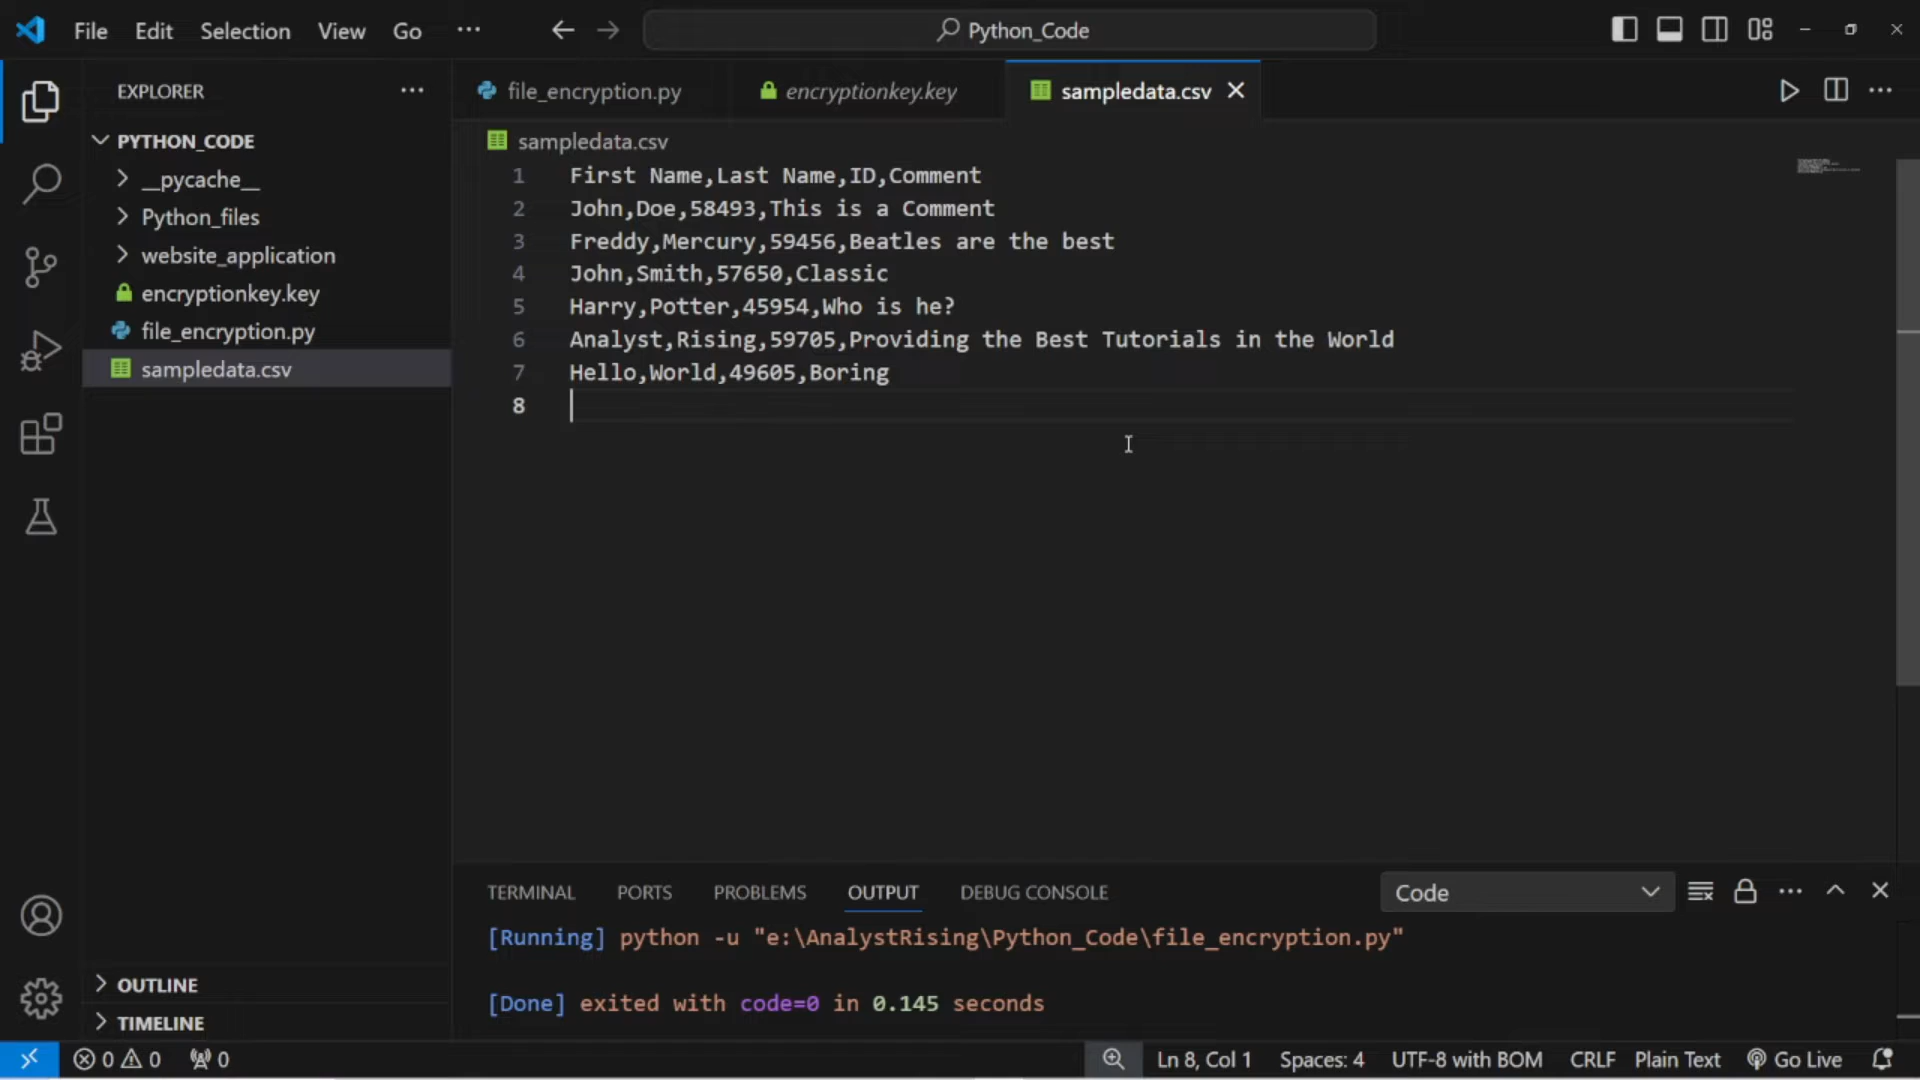 File Edit Selection View Go ··· Python_Code
EXPLORER ···
PYTHON_CODE
__pycache__
Python_files
website_application
encryptionkey.key
file_encryption.py
sampledata.csv
OUTLINE
TIMELINE
file_encryption.py encryptionkey.key sampledata.csv
sampledata.csv
1 First Name,Last Name,ID,Comment
2 John,Doe,58493,This is a Comment
3 Freddy,Mercury,59456,Beatles are the best
4 John,Smith,57650,Classic
5 Harry,Potter,45954,Who is he?
6 Analyst,Rising,59705,Providing the Best Tutorials in the World
7 Hello,World,49605,Boring
8
TERMINAL PORTS PROBLEMS OUTPUT DEBUG CONSOLE Code
[Running] python -u "e:\AnalystRising\Python_Code\file_encryption.py"
[Done] exited with code=0 in 0.145 seconds
0 0 0 Ln 8, Col 1 Spaces: 4 UTF-8 with BOM CRLF Plain Text Go Live